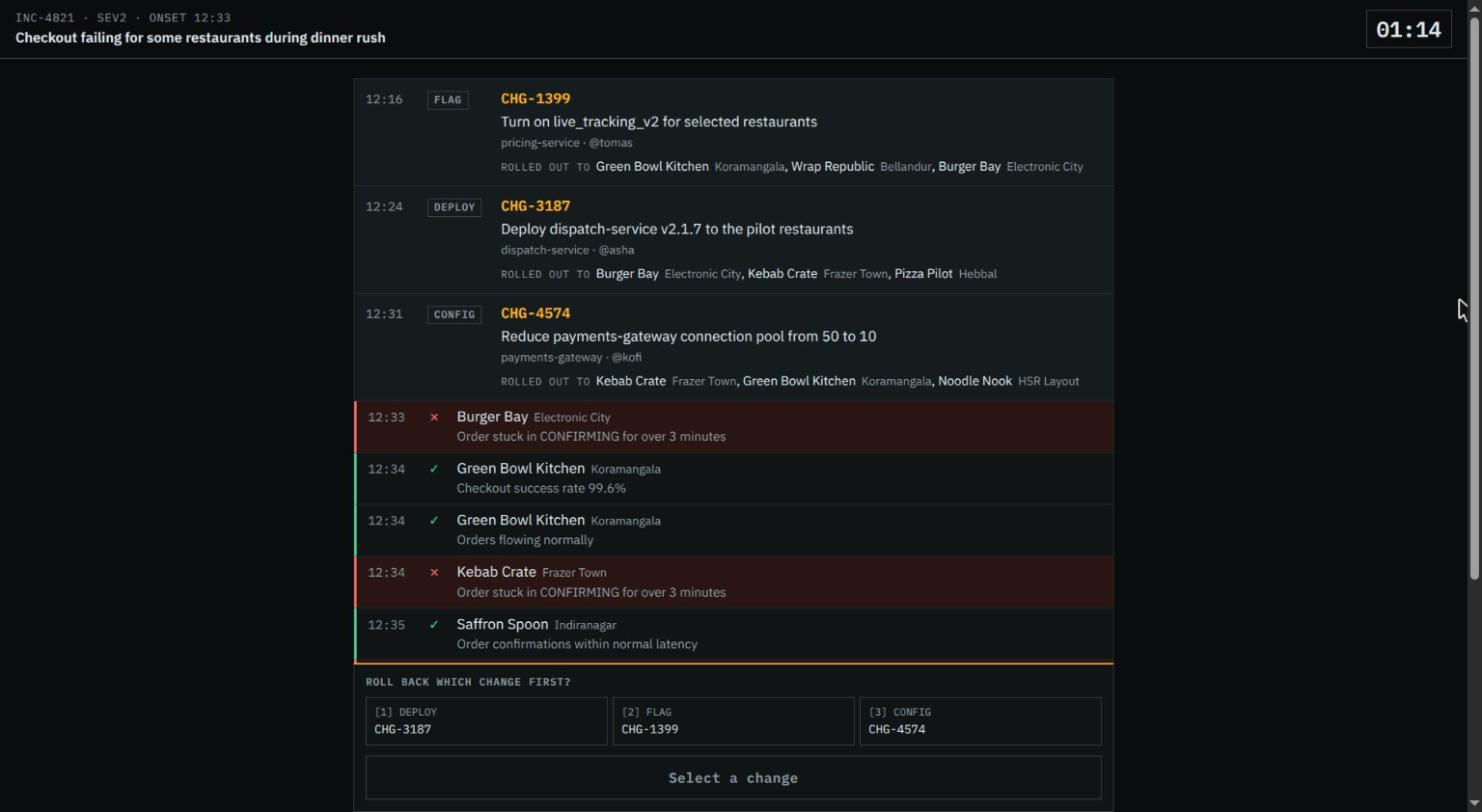 INC-4821 · SEV2 · ONSET 12:33
Checkout failing for some restaurants during dinner rush
01:14
12:16 FLAG CHG-1399
Turn on live_tracking_v2 for selected restaurants
pricing-service · @tomas
ROLLED OUT TO Green Bowl Kitchen Koramangala, Wrap Republic Bellandur, Burger Bay Electronic City
12:24 DEPLOY CHG-3187
Deploy dispatch-service v2.1.7 to the pilot restaurants
dispatch-service · @asha
ROLLED OUT TO Burger Bay Electronic City, Kebab Crate Frazer Town, Pizza Pilot Hebbal
12:31 CONFIG CHG-4574
Reduce payments-gateway connection pool from 50 to 10
payments-gateway · @kofi
ROLLED OUT TO Kebab Crate Frazer Town, Green Bowl Kitchen Koramangala, Noodle Nook HSR Layout
12:33 × Burger Bay Electronic City
Order stuck in CONFIRMING for over 3 minutes
12:34 ✓ Green Bowl Kitchen Koramangala
Checkout success rate 99.6%
12:34 ✓ Green Bowl Kitchen Koramangala
Orders flowing normally
12:34 × Kebab Crate Frazer Town
Order stuck in CONFIRMING for over 3 minutes
12:35 ✓ Saffron Spoon Indiranagar
Order confirmations within normal latency
ROLL BACK WHICH CHANGE FIRST?
[1] DEPLOY [2] FLAG [3] CONFIG
CHG-3187 CHG-1399 CHG-4574
Select a change